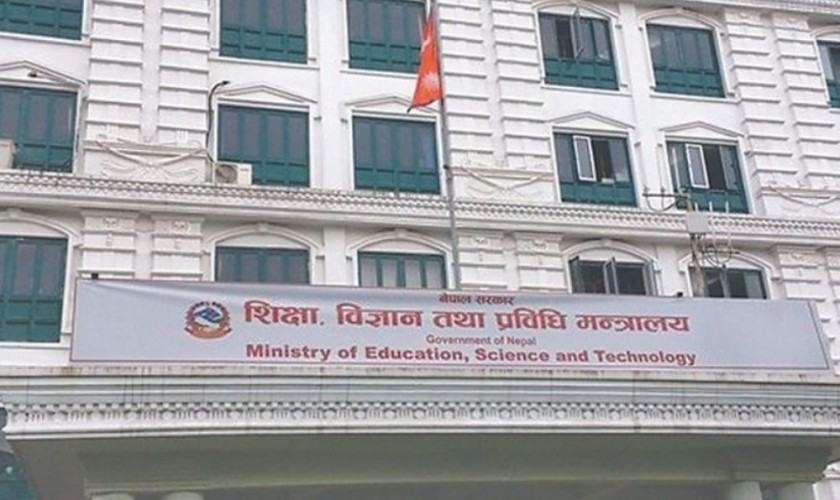 नेपाल सरकार
शिक्षा, विज्ञान तथा प्रविधि मन्त्रालय
Government of Nepal
Ministry of Education, Science and Technology